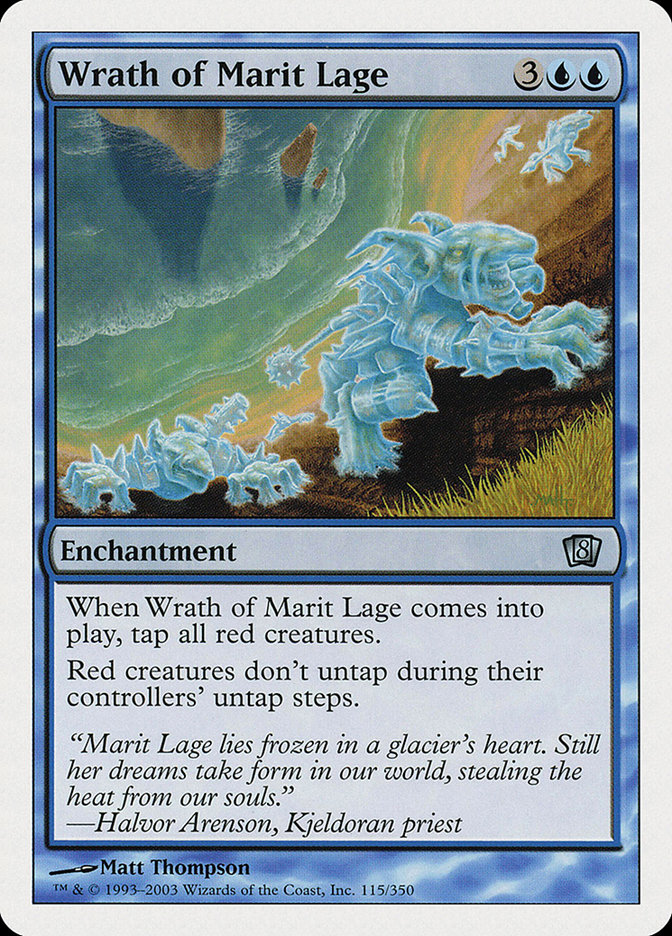 Wrath of Marit Lage 3
Enchantment 8
When Wrath of Marit Lage comes into
play, tap all red creatures.
Red creatures don't untap during their
controllers' untap steps.
“Marit Lage lies frozen in a glacier's heart. Still
her dreams take form in our world, stealing the
heat from our souls.”
—Halvor Arenson, Kjeldoran priest
Matt Thompson
™ & © 1993–2003 Wizards of the Coast, Inc. 115/350